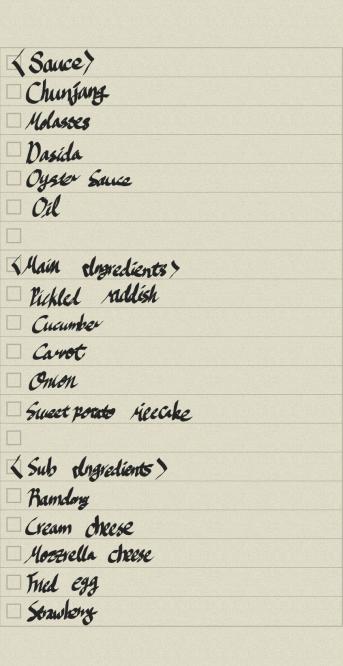 <Sauce>
Chunjang
Molasses
Dasida
Oyster Sauce
Oil
<Main Ingredients>
Pickled raddish
Cucumber
Carrot
Onion
Sweet potato ricecake
<Sub Ingredients>
Ramdong
Cream cheese
Mozzrella cheese
Fried egg
Strawberry